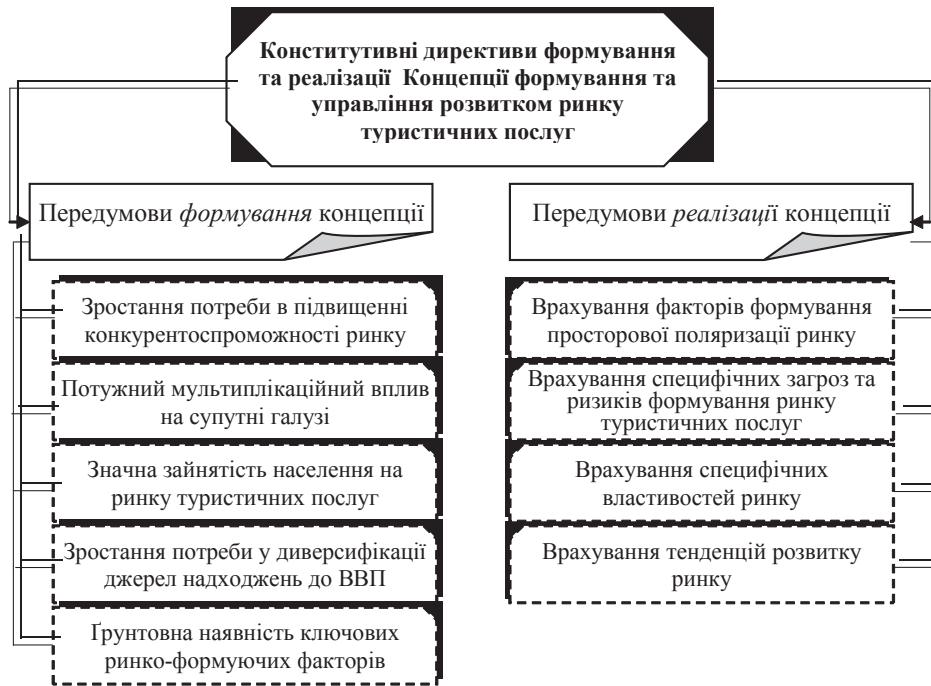 Конститутивні директиви формування
та реалізації Концепції формування та
управління розвитком ринку
туристичних послуг
Передумови формування концепції
Зростання потреби в підвищенні
конкурентоспроможності ринку
Потужний мультиплікаційний вплив
на супутні галузі
Значна зайнятість населення на
ринку туристичних послуг
Зростання потреби у диверсифікації
джерел надходжень до ВВП
Ґрунтовна наявність ключових
ринко-формуючих факторів
Передумови реалізації концепції
Врахування факторів формування
просторової поляризації ринку
Врахування специфічних загроз та
ризиків формування ринку
туристичних послуг
Врахування специфічних
властивостей ринку
Врахування тенденцій розвитку
ринку